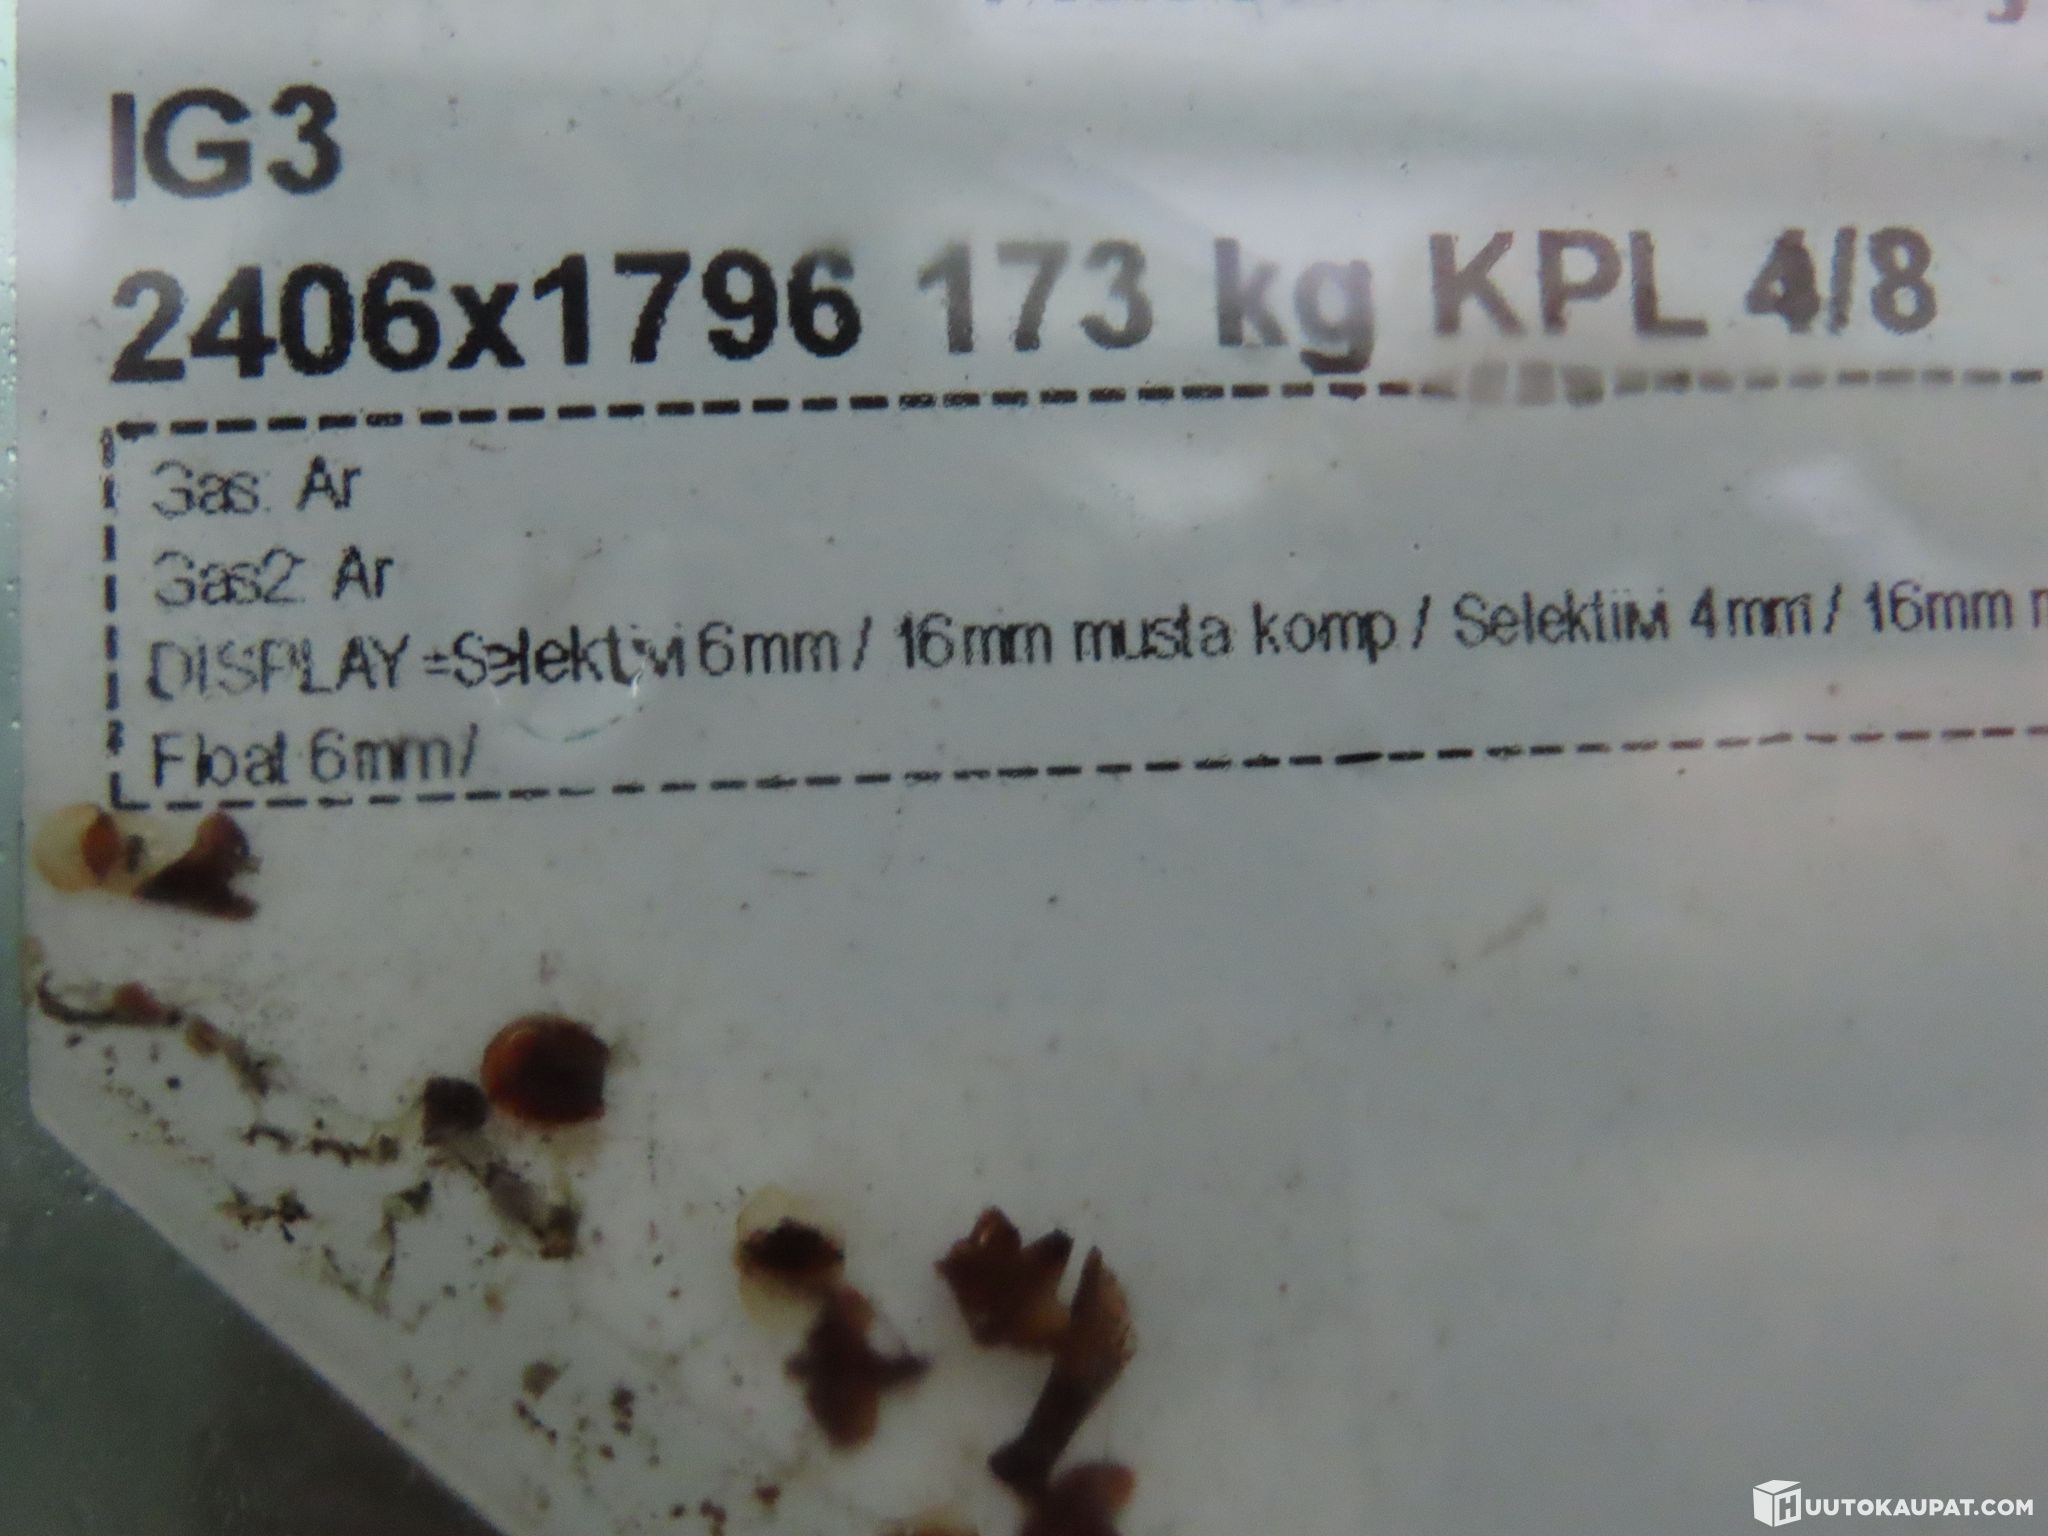 IG3
2406x1796 173 kg KPL 4/8
Gas: Ar
Gas2: Ar
DISPLAY =Selektiivi 6mm / 16mm musta komp / Selektiivi 4mm / 16mm
Float 6mm /
HUUTOKAUPAT.COM